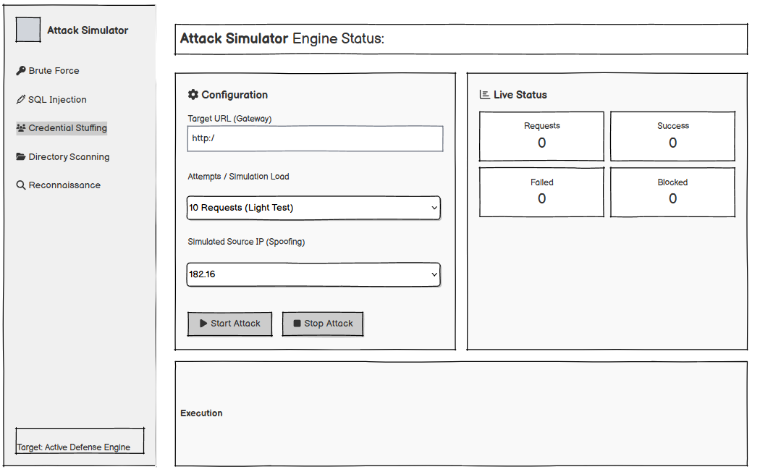 Attack Simulator
Brute Force
SQL Injection
Credential Stuffing
Directory Scanning
Reconnaissance
Target: Active Defense Engine
Attack Simulator Engine Status:
Configuration
Target URL (Gateway)
http:/
Attempts / Simulation Load
10 Requests (Light Test)
Simulated Source IP (Spoofing)
182.16
Start Attack
Stop Attack
Live Status
Requests
0
Success
0
Failed
0
Blocked
0
Execution